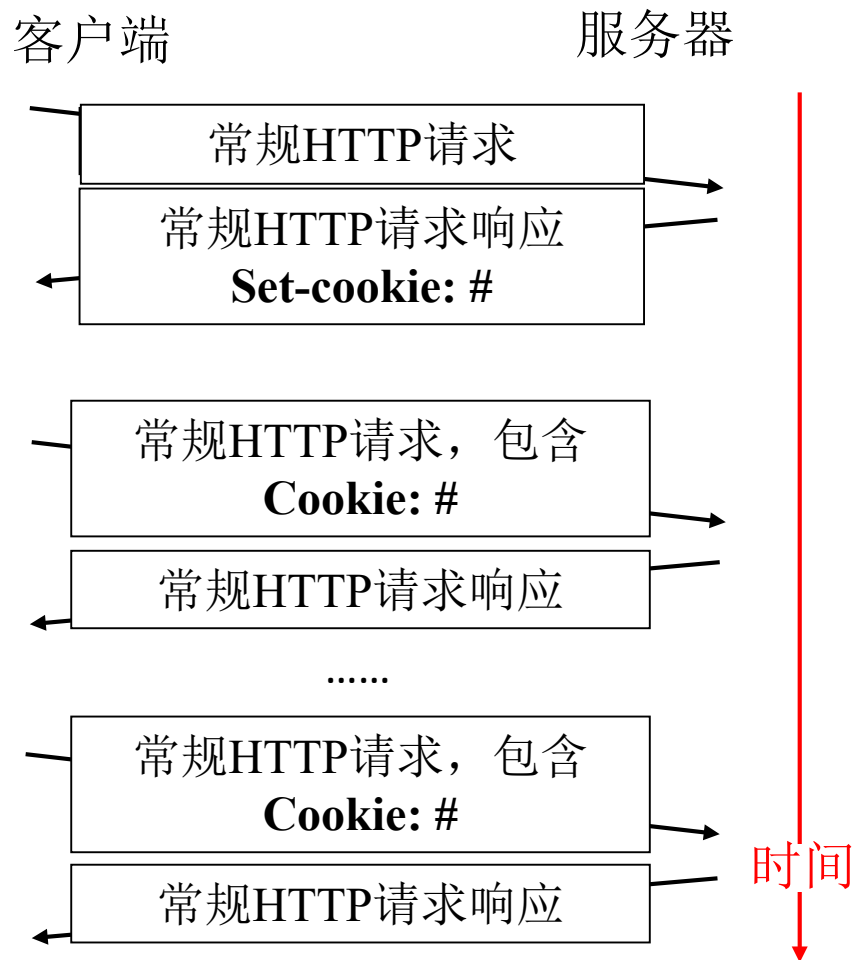 客户端
服务器
常规HTTP请求
常规HTTP请求响应
Set-cookie: #
常规HTTP请求，包含
Cookie: #
常规HTTP请求响应
……
常规HTTP请求，包含
Cookie: #
时间
常规HTTP请求响应